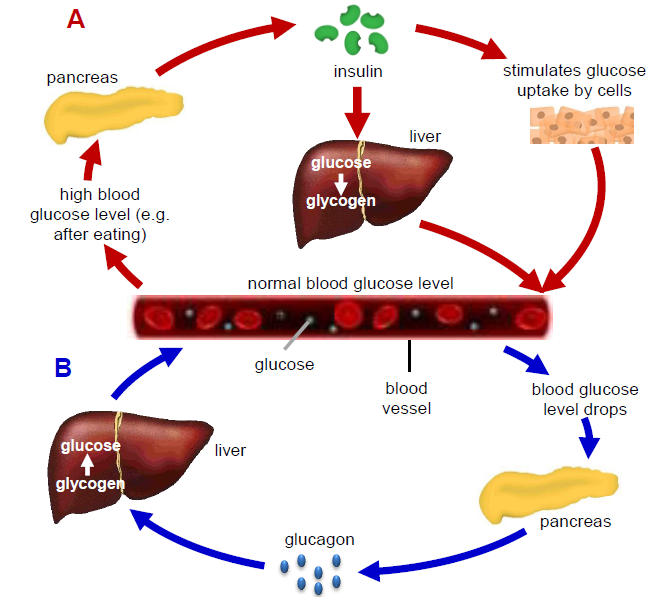 A
pancreas
insulin
stimulates glucose
uptake by cells
liver
glucose
glycogen
high blood
glucose level (e.g.
after eating)
normal blood glucose level
glucose
blood
vessel
B
blood glucose
level drops
liver
glucose
glycogen
pancreas
glucagon